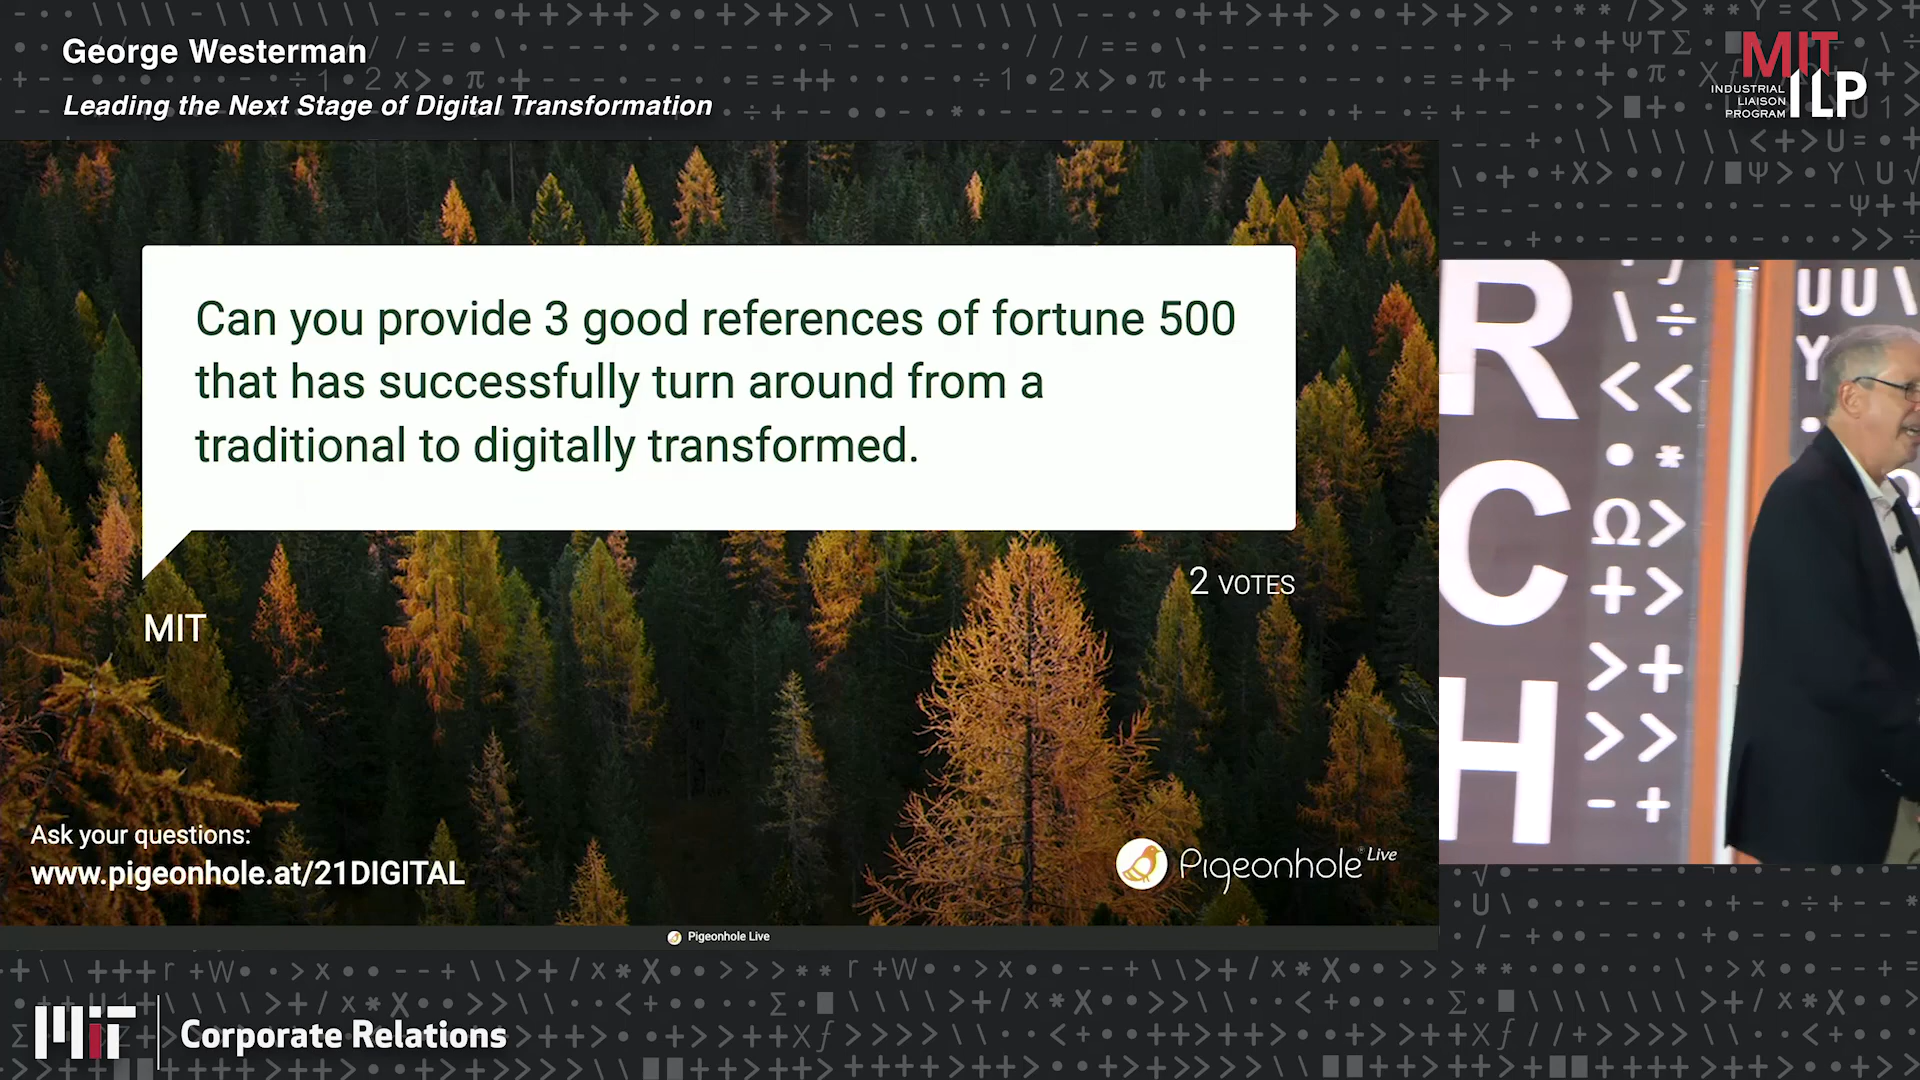 George Westerman
Leading the Next Stage of Digital Transformation
MIT
INDUSTRIAL
LIAISON
PROGRAM
ILP
Can you provide 3 good references of fortune 500
that has successfully turn around from a
traditional to digitally transformed.
2 VOTES
MIT
Ask your questions:
www.pigeonhole.at/21DIGITAL
Pigeonhole Live
Pigeonhole Live
R
C
H
MIT
Corporate Relations